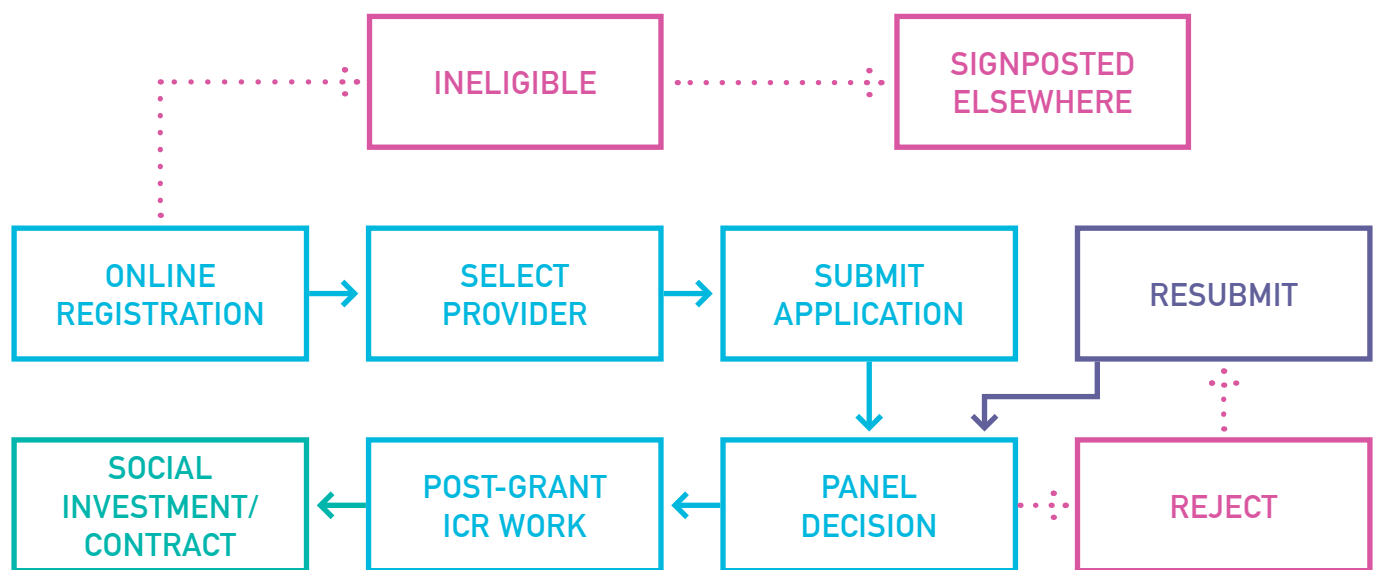 INELIGIBLE
SIGNPOSTED
ELSEWHERE
ONLINE
REGISTRATION
SELECT
PROVIDER
SUBMIT
APPLICATION
RESUBMIT
SOCIAL
INVESTMENT/
CONTRACT
POST-GRANT
ICR WORK
PANEL
DECISION
REJECT